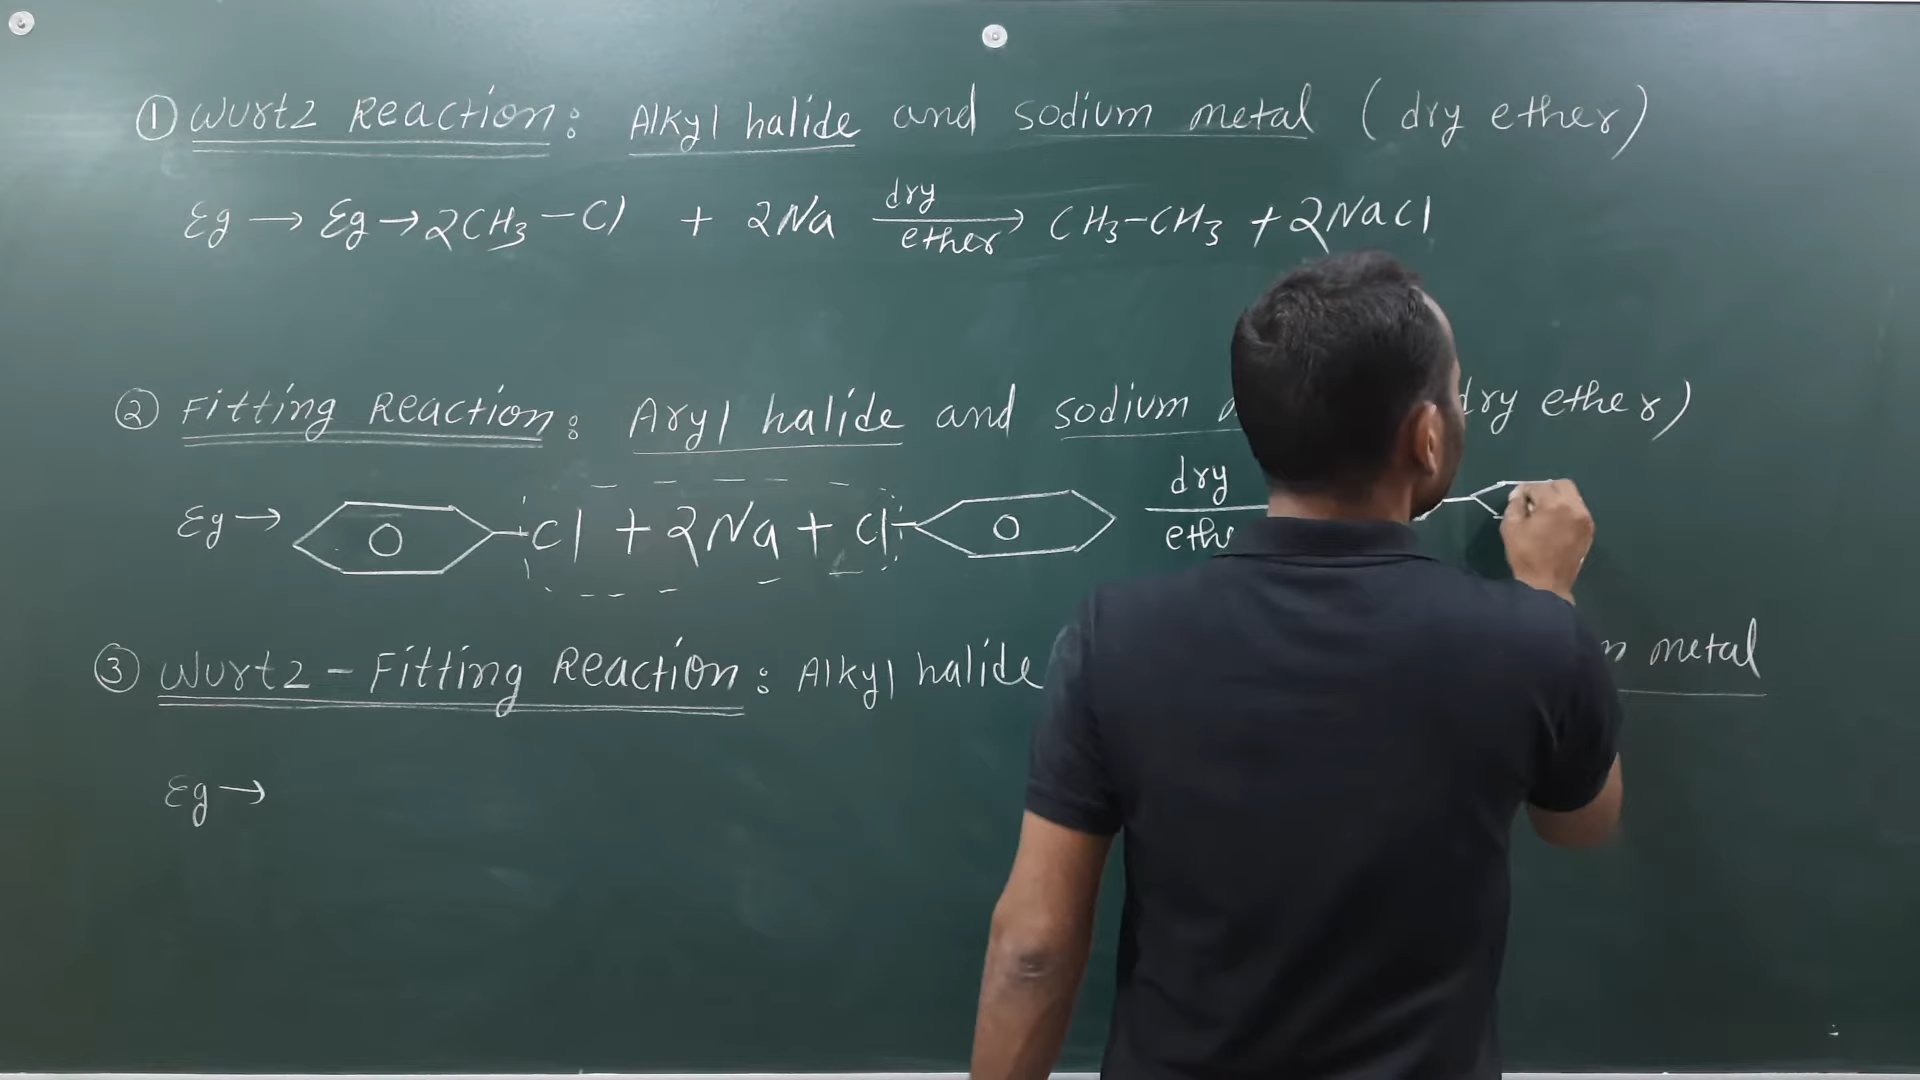 ① Wurtz Reaction: Alkyl halide and sodium metal (dry ether)
Eg → Eg → 2CH₃-Cl + 2Na dry ether → CH₃-CH₃ + 2NaCl
② Fitting Reaction: Aryl halide and sodium dry ether)
Eg → Cl + 2Na + Cl dry
③ Wurtz-Fitting Reaction: Alkyl halide metal
Eg →